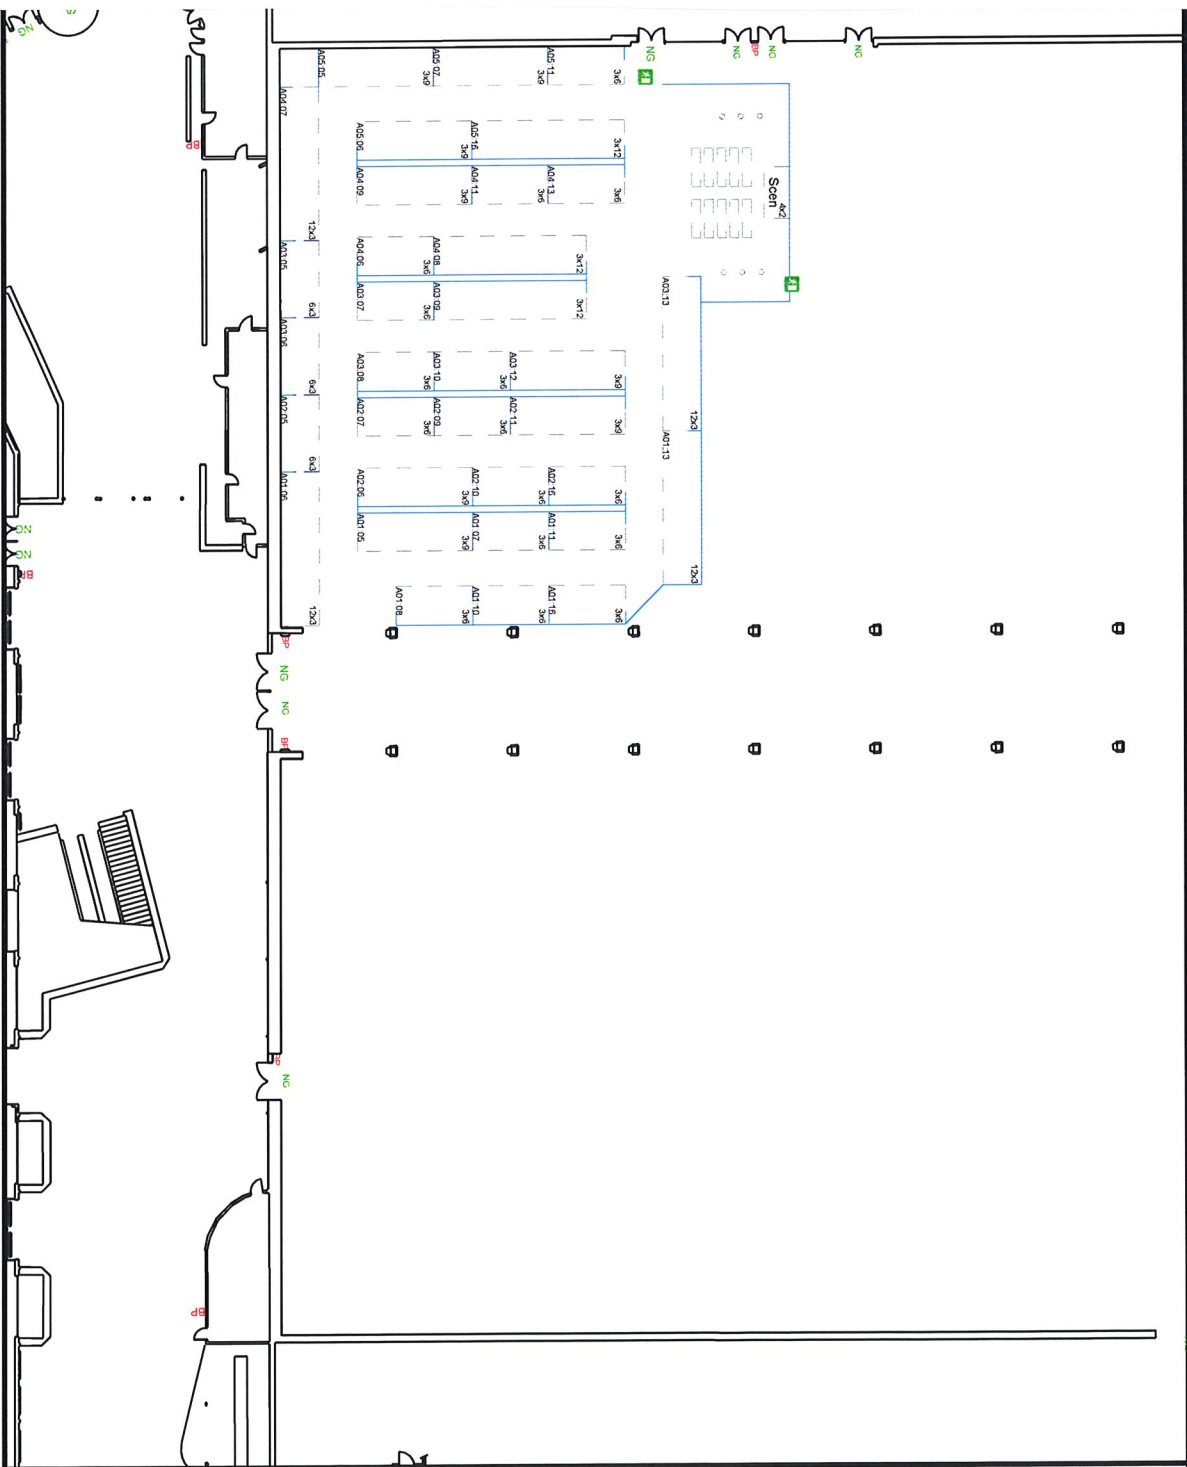 NG
NG
NG
BP
NG
NG
A05:05
A05:07
3x9
A05:11
3x9
3x6
A04:07
BP
A05:06
A05:16
3x9
3x12
A04:09
A04:11
3x9
A04:13
3x6
3x6
Scen
4x2
12x3
A03:05
A04:06
A04:08
3x6
3x12
A03:07
A03:09
3x6
3x12
A03:13
6x3
A03:06
A03:08
A03:10
3x6
A03:12
3x6
3x9
6x3
A02:05
A02:07
A02:09
3x6
A02:11
3x6
3x9
12x3
A01:13
6x3
A01:06
A02:06
A02:10
3x9
A02:16
3x6
3x6
A01:05
A01:07
3x9
A01:11
3x6
3x6
NG
NG
BP
12x3
12x3
A01:08
A01:10
3x6
A01:15
3x6
3x6
BP
NG
NG
BP
BP
NG
BP